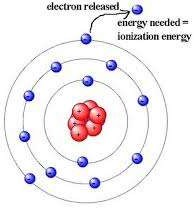 electron released
energy needed =
ionization energy